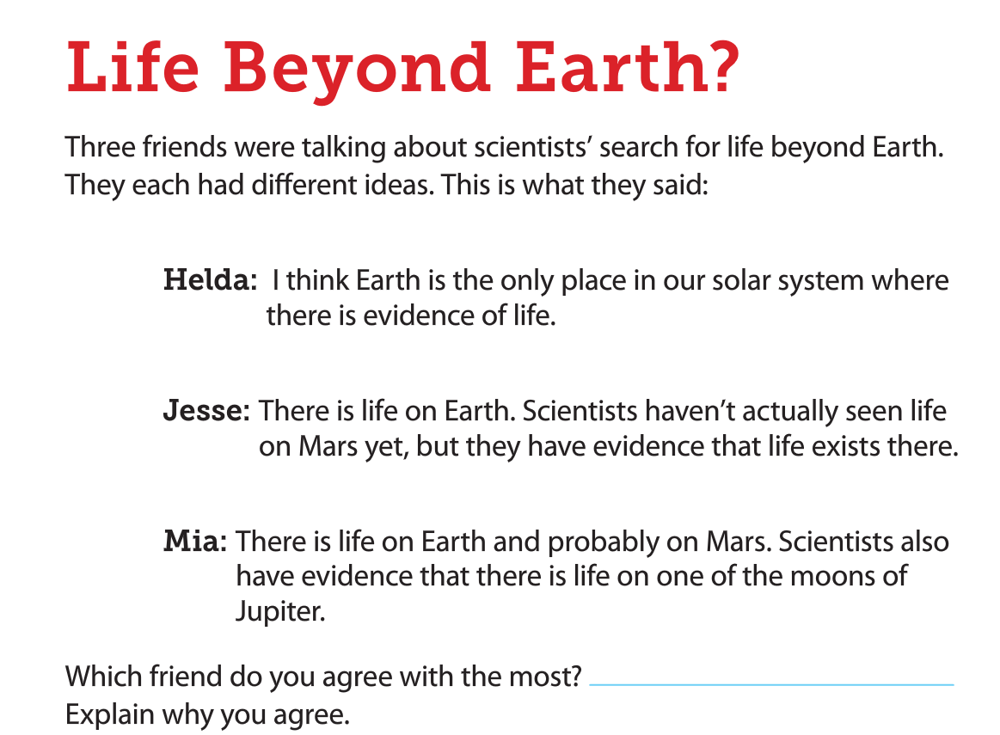 Life Beyond Earth?
Three friends were talking about scientists’ search for life beyond Earth.
They each had different ideas. This is what they said:
Helda: I think Earth is the only place in our solar system where
there is evidence of life.
Jesse: There is life on Earth. Scientists haven’t actually seen life
on Mars yet, but they have evidence that life exists there.
Mia: There is life on Earth and probably on Mars. Scientists also
have evidence that there is life on one of the moons of
Jupiter.
Which friend do you agree with the most?
Explain why you agree.